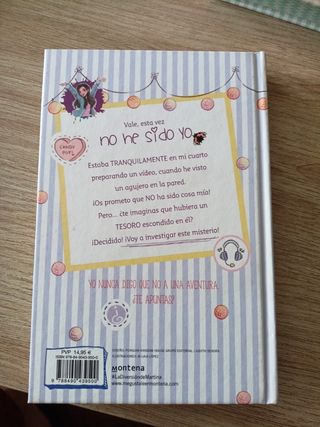 Vale, esta vez
no he sido yo
CANDY PUFF
Estaba TRANQUILAMENTE en mi cuarto
preparando un vídeo, cuando he visto
un agujero en la pared.
¡Os prometo que NO ha sido cosa mía!
Pero... ¿te imaginas que hubiera un
TESORO escondido en él?
¡Decidido! ¡Voy a investigar este misterio!
YO NUNCA DIGO QUE NO A UNA AVENTURA.
¿TE APUNTAS?
PVP 14,95 €
Montena
#LaDiversióndeMartina
www.megustaleermontena.com